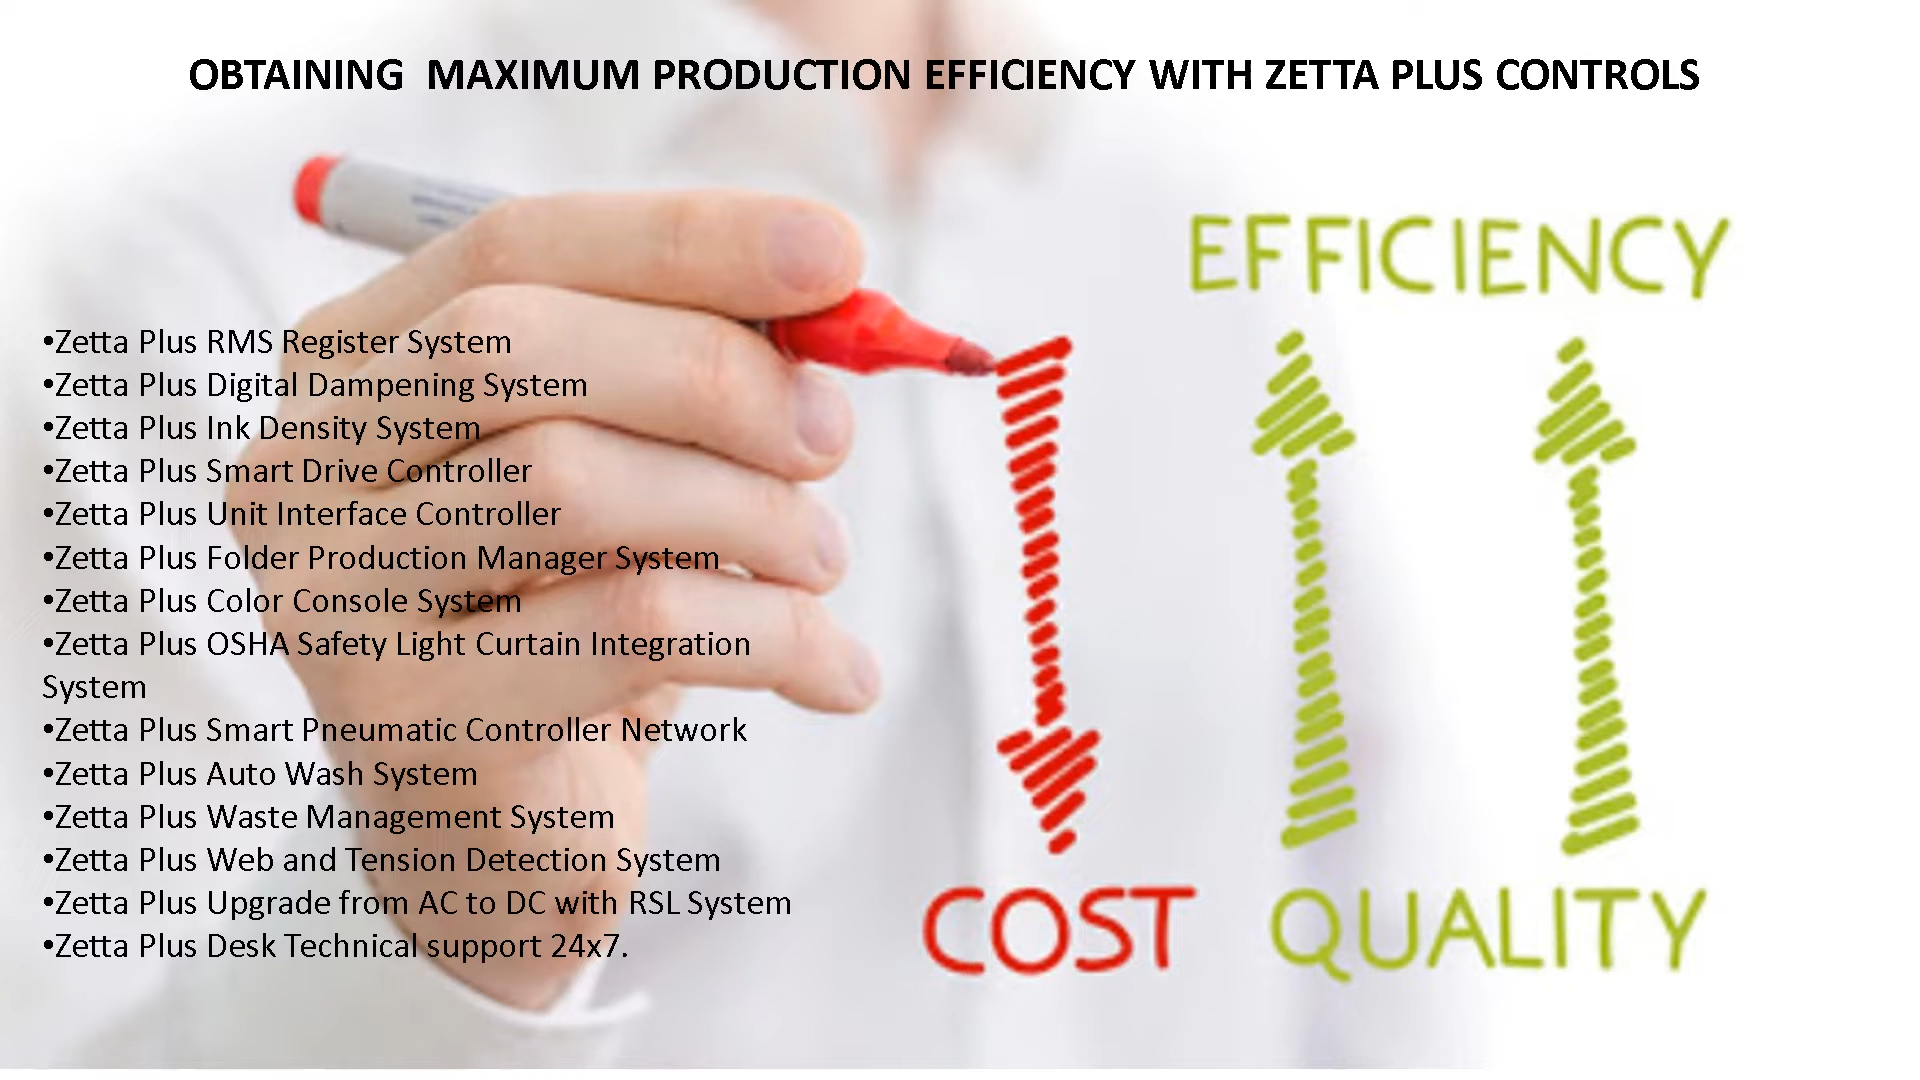 OBTAINING  MAXIMUM PRODUCTION EFFICIENCY WITH ZETTA PLUS CONTROLS
EFFICIENCY
•Zetta Plus RMS Register System
•Zetta Plus Digital Dampening System
•Zetta Plus Ink Density System
•Zetta Plus Smart Drive Controller
•Zetta Plus Unit Interface Controller
•Zetta Plus Folder Production Manager System
•Zetta Plus Color Console System
•Zetta Plus OSHA Safety Light Curtain Integration
System
•Zetta Plus Smart Pneumatic Controller Network
•Zetta Plus Auto Wash System
•Zetta Plus Waste Management System
•Zetta Plus Web and Tension Detection System
•Zetta Plus Upgrade from AC to DC with RSL System
•Zetta Plus Desk Technical support 24x7.
COST QUALITY